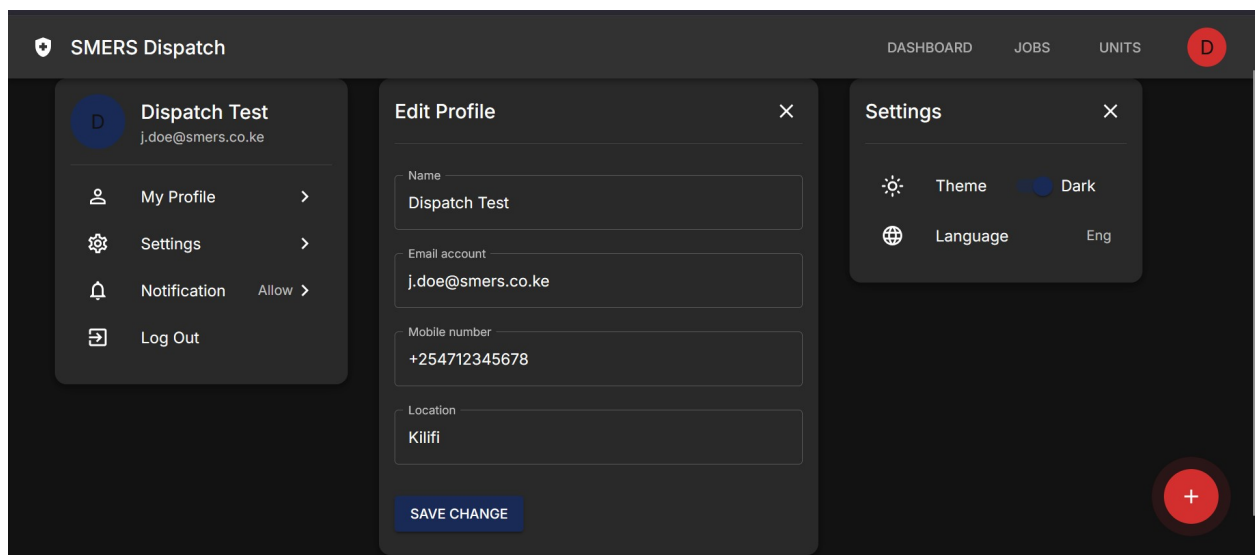 SMERS Dispatch
DASHBOARD JOBS UNITS D
D
Dispatch Test
j.doe@smers.co.ke
My Profile
Settings
Notification Allow
Log Out
Edit Profile
Name
Dispatch Test
Email account
j.doe@smers.co.ke
Mobile number
+254712345678
Location
Kilifi
SAVE CHANGE
Settings
Theme Dark
Language Eng
+